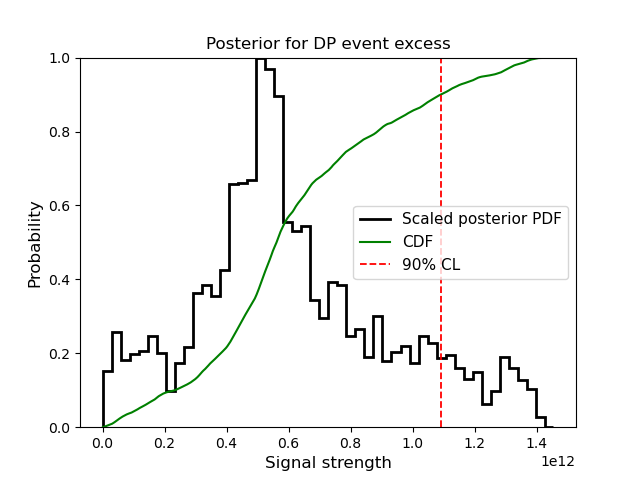 Posterior for DP event excess
1.0
0.8
0.6
0.4
0.2
0.0
Probability
Scaled posterior PDF
CDF
90% CL
0.0 0.2 0.4 0.6 0.8 1.0 1.2 1.4
1e12
Signal strength